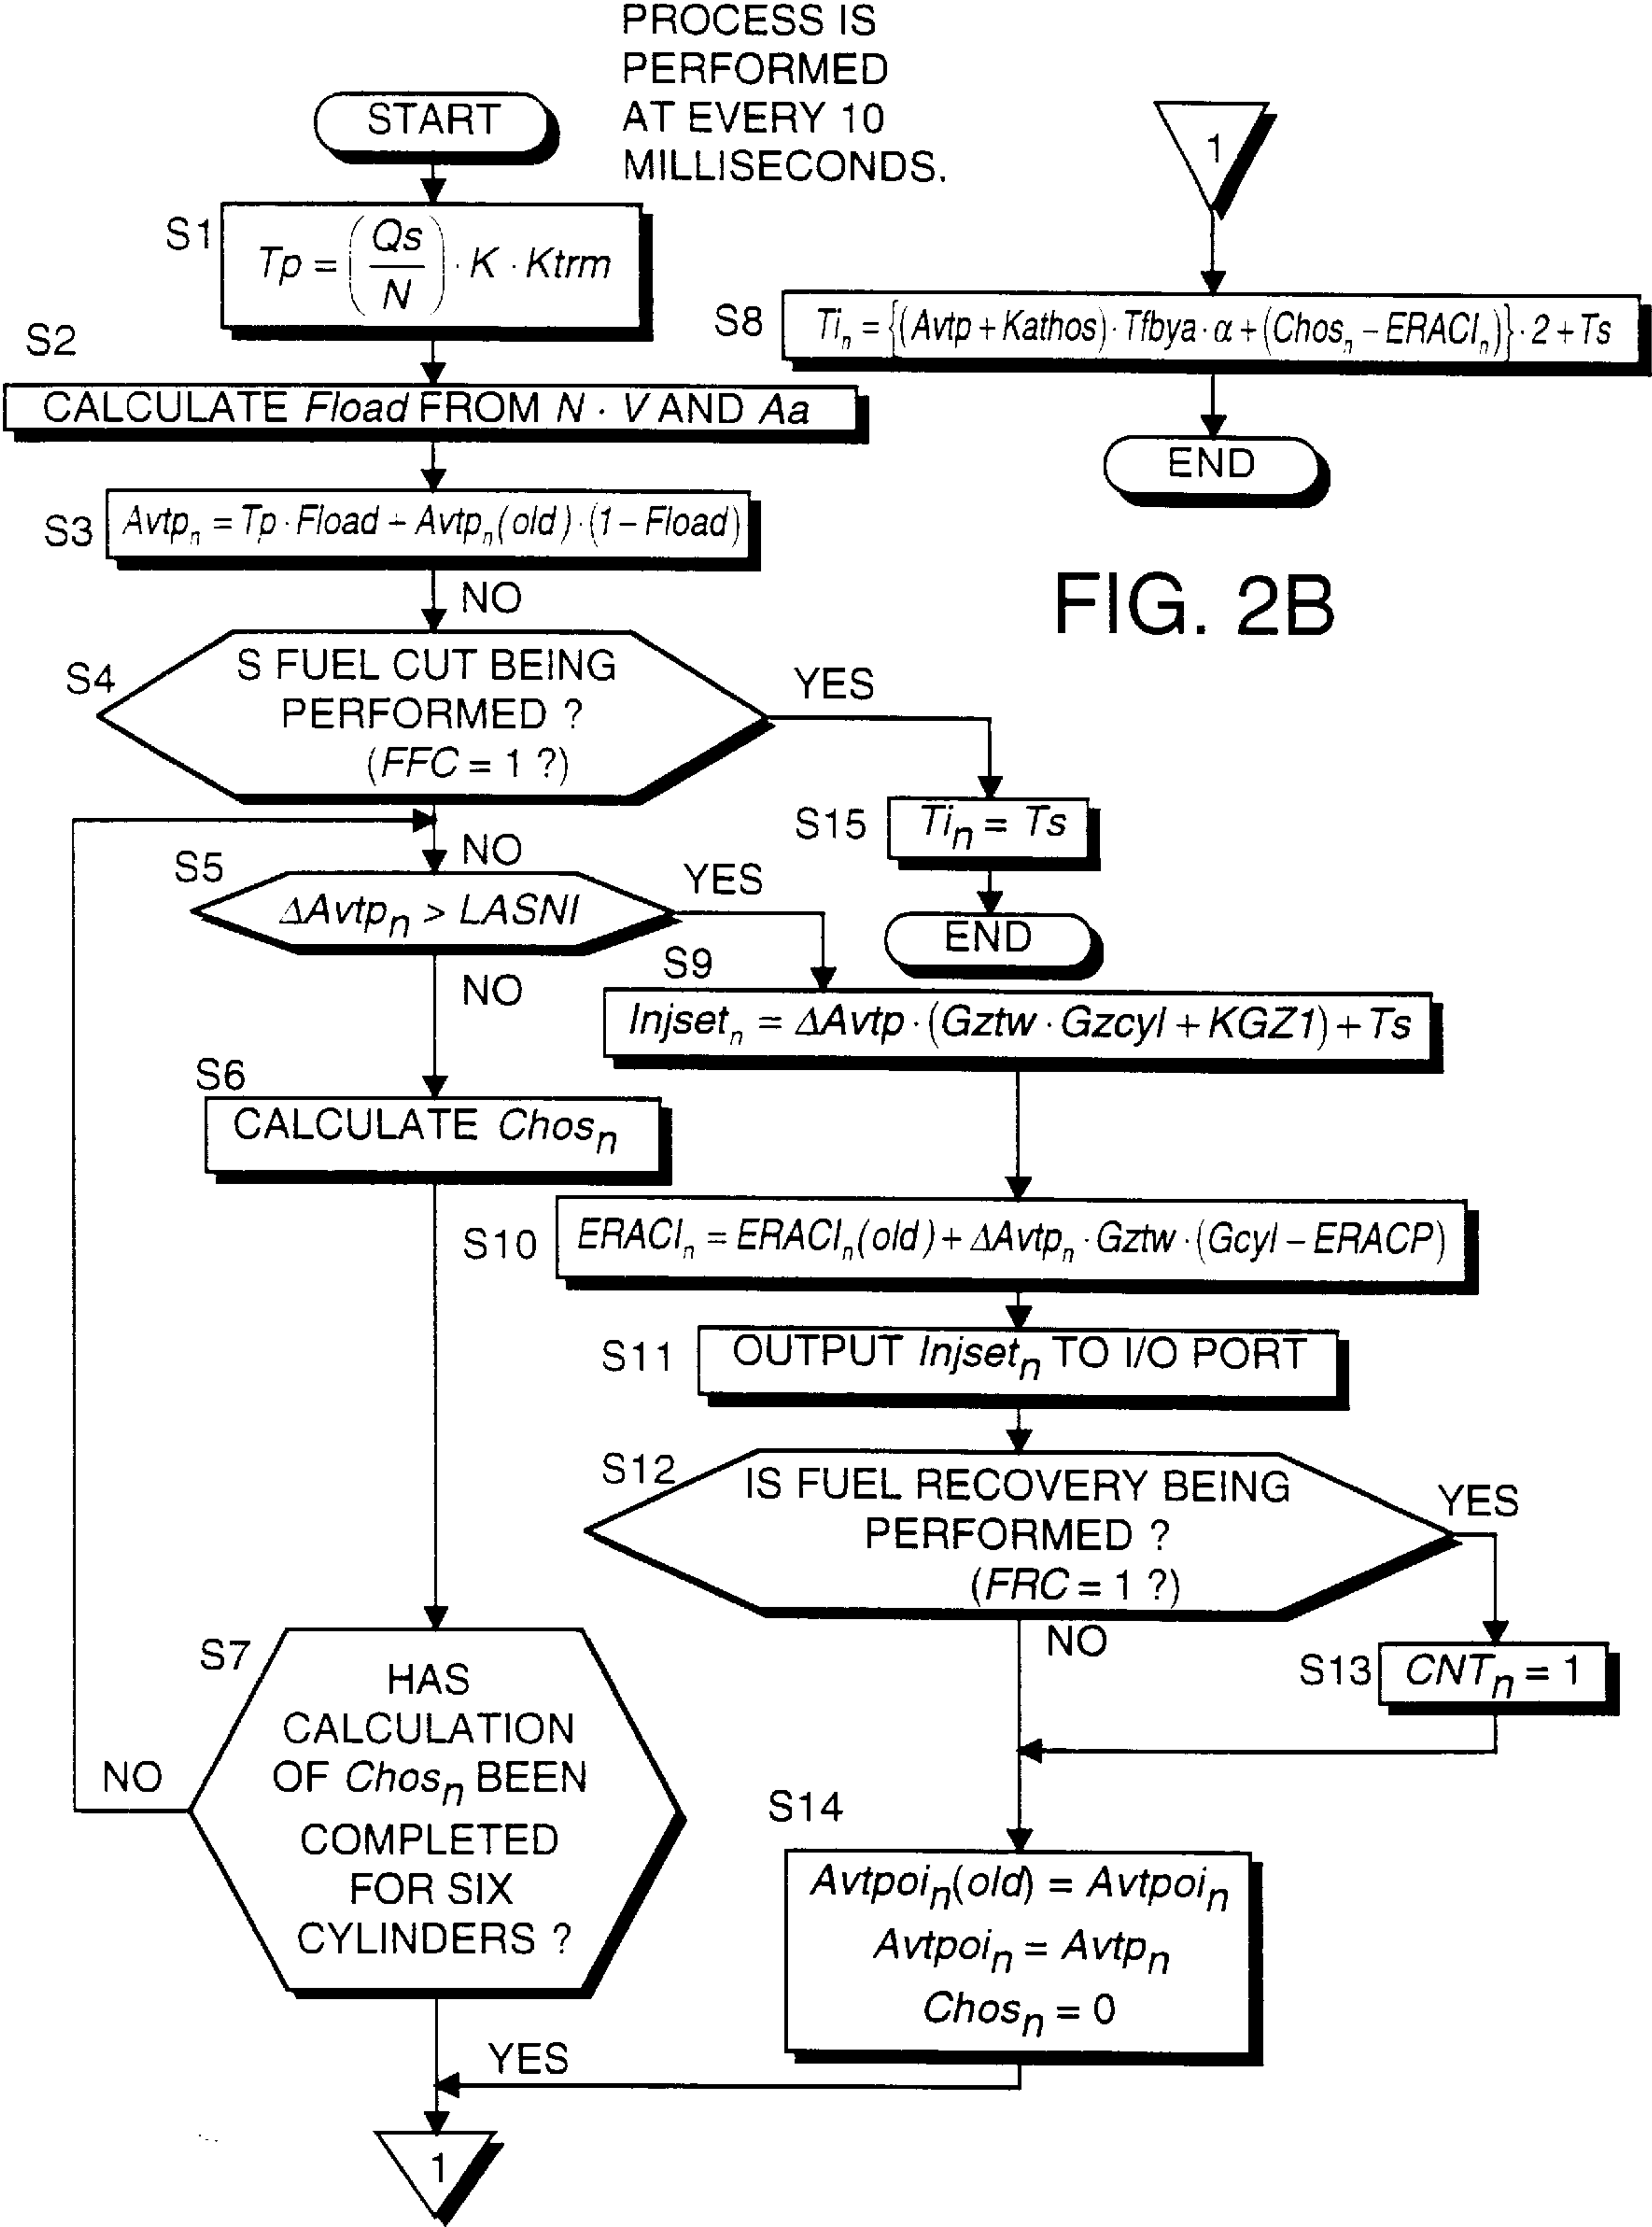 PROCESS IS
PERFORMED
AT EVERY 10
MILLISECONDS.
START
S1
Tp = (Qs / N) · K · Ktrm
S2
CALCULATE Fload FROM N · V AND Aa
S3
Avtpn = Tp · Fload - Avtpn(old) · (1 - Fload)
NO
S4
S FUEL CUT BEING
PERFORMED ?
(FFC = 1 ?)
YES
S15
Tin = Ts
END
NO
S5
ΔAvtpn > LASNI
YES
NO
S6
CALCULATE Chosn
S7
HAS
CALCULATION
OF Chosn BEEN
COMPLETED
FOR SIX
CYLINDERS ?
NO
YES
1
S9
Injsetn = ΔAvtp · (Gztw · Gzcyl + KGZ1) + Ts
S10
ERACIn = ERACIn(old) + ΔAvtpn · Gztw · (Gcyl - ERACP)
S11
OUTPUT Injsetn TO I/O PORT
S12
IS FUEL RECOVERY BEING
PERFORMED ?
(FRC = 1 ?)
YES
NO
S13
CNTn = 1
S14
Avtpoin(old) = Avtpoin
Avtpoin = Avtpn
Chosn = 0
1
S8
Tin = {(Avtp + Kathos) · Tfbya · α + (Chosn - ERACIn)} · 2 + Ts
END
FIG. 2B